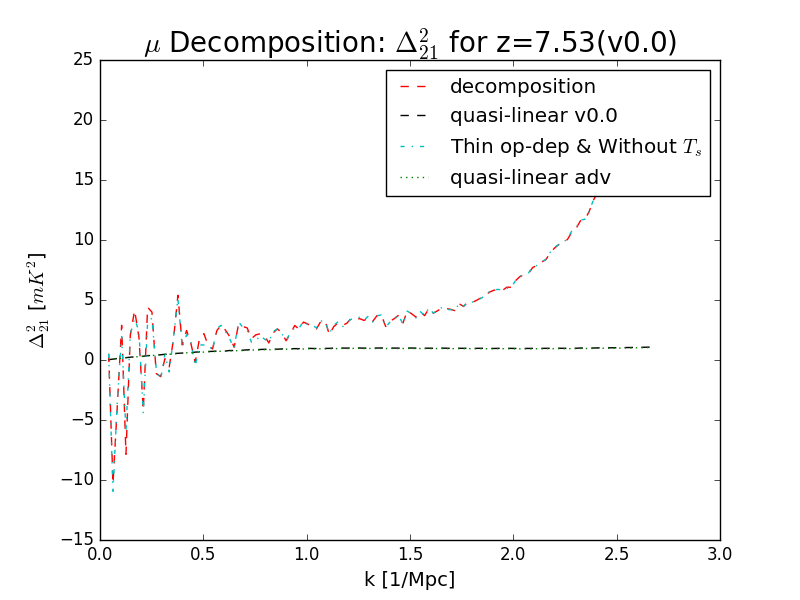 μ Decomposition: Δ²₂₁ for z=7.53(v0.0)
25
20
15
10
5
0
−5
−10
−15
Δ²₂₁ [mK²]
decomposition
quasi-linear v0.0
Thin op-dep & Without Tₛ
quasi-linear adv
0.0 0.5 1.0 1.5 2.0 2.5 3.0
k [1/Mpc]